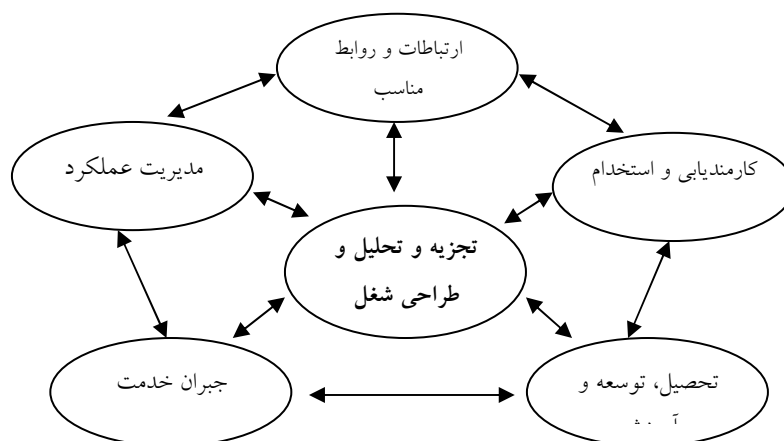 ارتباطات و روابط
مناسب
کارمندیابی و استخدام
مدیریت عملکرد
تجزیه و تحلیل و
طراحی شغل
تحصیل، توسعه و
جبران خدمت